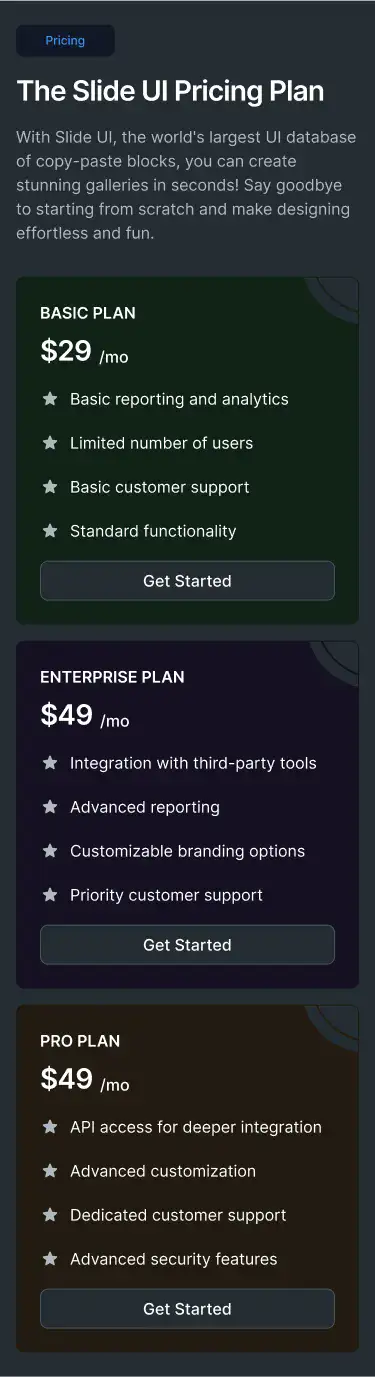 Pricing
The Slide UI Pricing Plan
With Slide UI, the world's largest UI database
of copy-paste blocks, you can create
stunning galleries in seconds! Say goodbye
to starting from scratch and make designing
effortless and fun.
BASIC PLAN
$29 /mo
Basic reporting and analytics
Limited number of users
Basic customer support
Standard functionality
Get Started
ENTERPRISE PLAN
$49 /mo
Integration with third-party tools
Advanced reporting
Customizable branding options
Priority customer support
Get Started
PRO PLAN
$49 /mo
API access for deeper integration
Advanced customization
Dedicated customer support
Advanced security features
Get Started